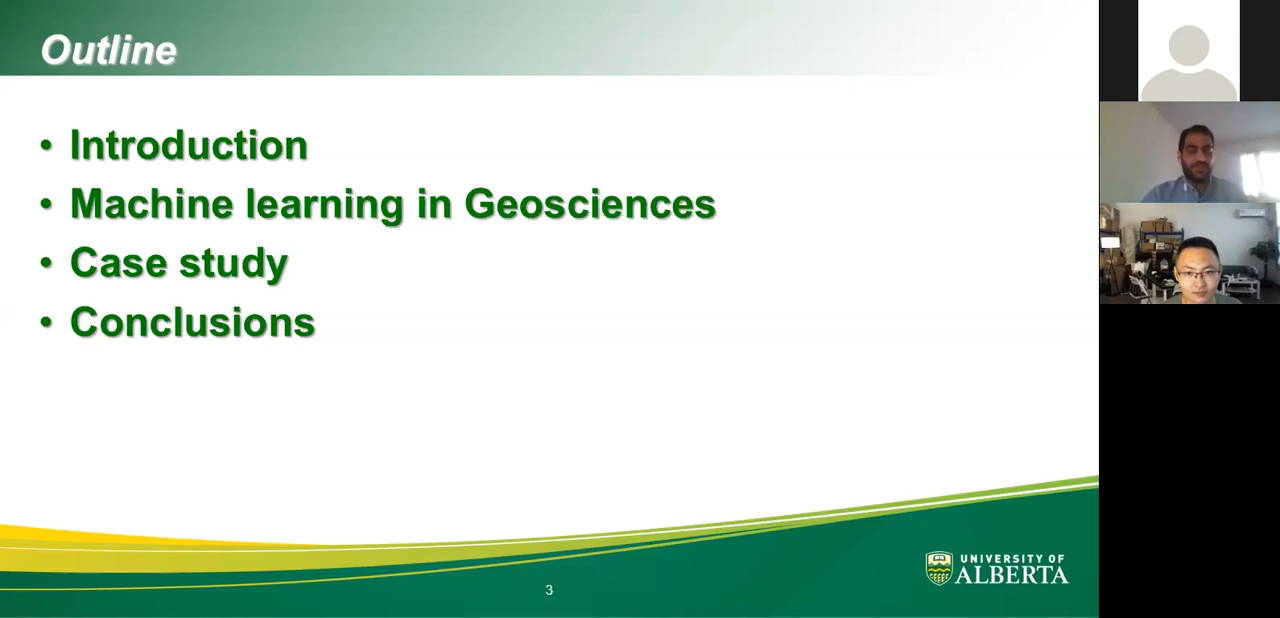 Outline
• Introduction
• Machine learning in Geosciences
• Case study
• Conclusions
3
UNIVERSITY OF
ALBERTA